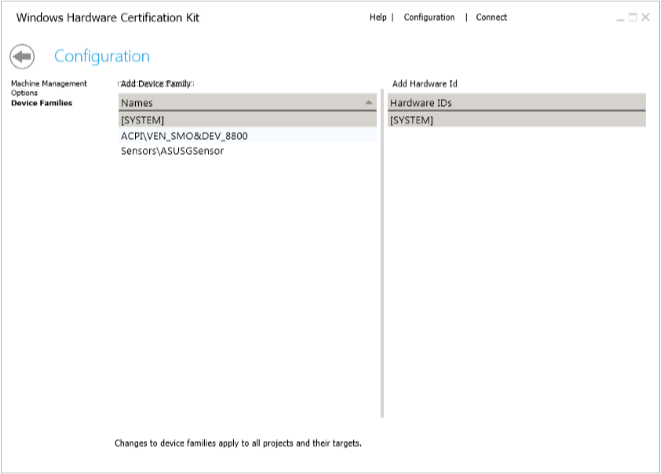 Windows Hardware Certification Kit
Help | Configuration | Connect
Configuration
Machine Management
Options
Device Families
Add Device Family
Names
[SYSTEM]
ACPI\VEN_SMO&DEV_8800
Sensors\ASUSGSensor
Add Hardware Id
Hardware IDs
[SYSTEM]
Changes to device families apply to all projects and their targets.